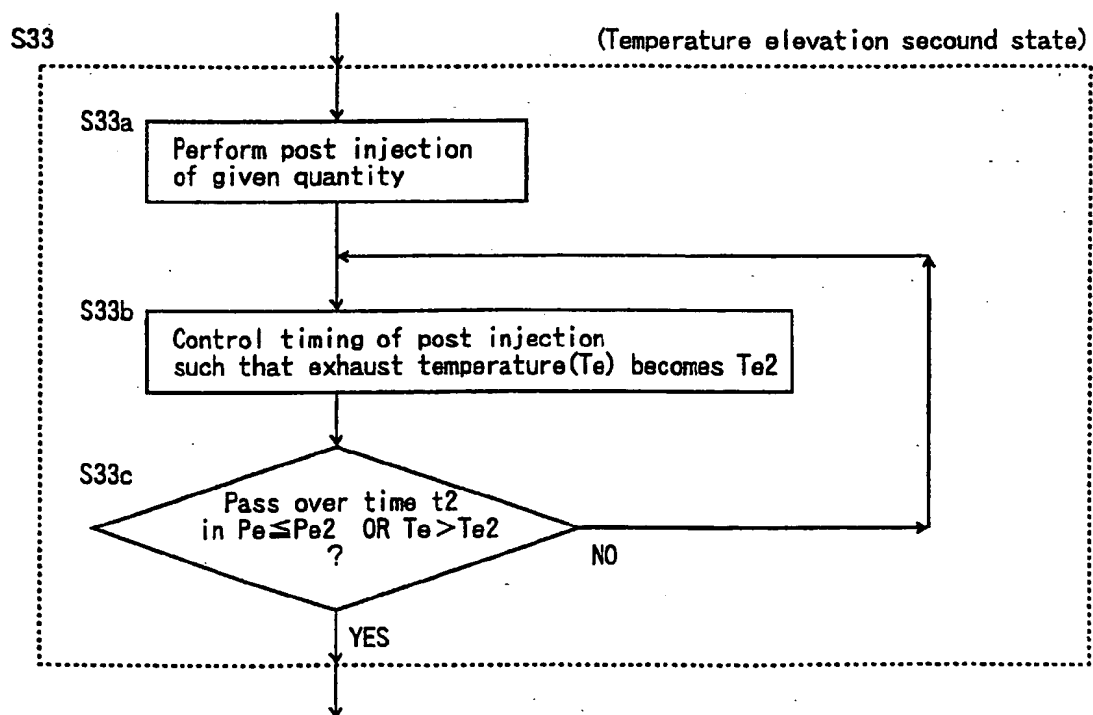 S33
(Temperature elevation secound state)
S33a
Perform post injection
of given quantity
S33b
Control timing of post injection
such that exhaust temperature(Te) becomes Te2
S33c
Pass over time t2
in Pe≦Pe2 OR Te>Te2
?
NO
YES